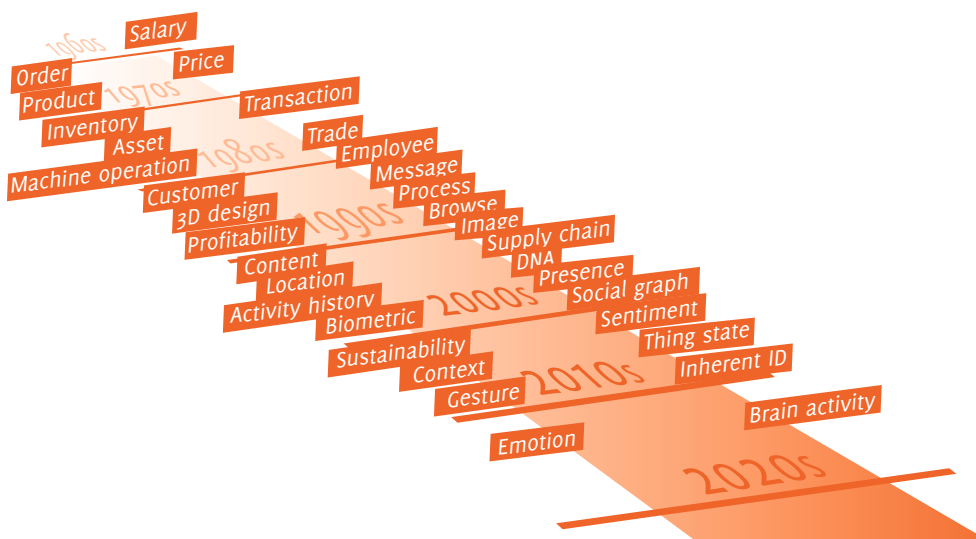 Salary
1960s
Order
Price
Product
1970s
Transaction
Inventory
Asset
Trade
1980s
Employee
Machine operation
Message
Customer
Process
3D design
Browse
1990s
Image
Profitability
Supply chain
Content
DNA
Location
Presence
Activity history
2000s
Social graph
Biometric
Sentiment
Sustainability
Thing state
Context
2010s
Inherent ID
Gesture
Brain activity
Emotion
2020s